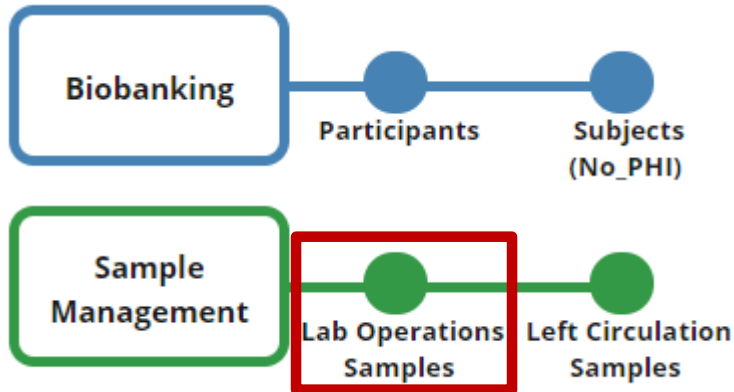 Biobanking
Participants
Subjects
(No_PHI)
Sample
Management
Lab Operations
Samples
Left Circulation
Samples